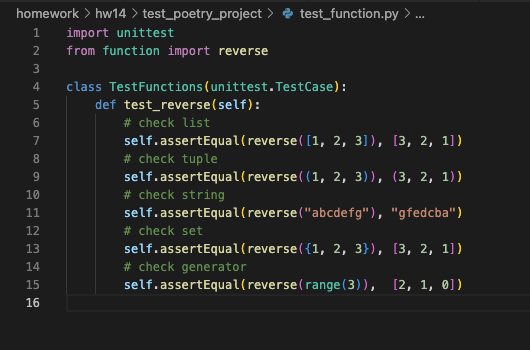 homework > hw14 > test_poetry_project > test_function.py > ...
1 import unittest
2 from function import reverse
3
4 class TestFunctions(unittest.TestCase):
5     def test_reverse(self):
6         # check list
7         self.assertEqual(reverse([1, 2, 3]), [3, 2, 1])
8         # check tuple
9         self.assertEqual(reverse((1, 2, 3)), (3, 2, 1))
10         # check string
11         self.assertEqual(reverse("abcdefg"), "gfedcba")
12         # check set
13         self.assertEqual(reverse({1, 2, 3}), [3, 2, 1])
14         # check generator
15         self.assertEqual(reverse(range(3)),  [2, 1, 0])
16